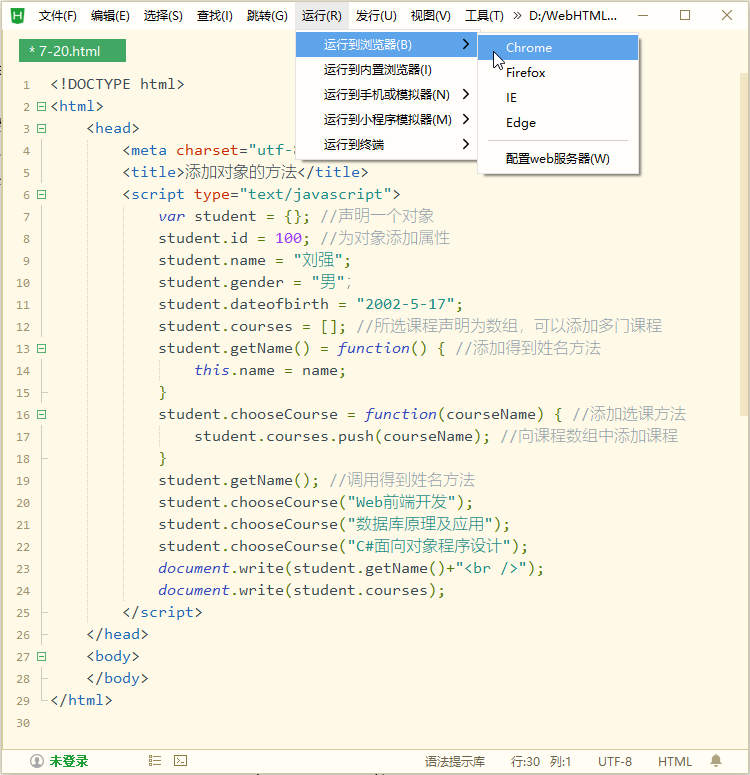 文件(F) 编辑(E) 选择(S) 查找(I) 跳转(G) 运行(R) 发行(U) 视图(V) 工具(T) » D:/WebHTML...
* 7-20.html
运行到浏览器(B)
运行到内置浏览器(I)
运行到手机或模拟器(N)
运行到小程序模拟器(M)
运行到终端
Chrome
Firefox
IE
Edge
配置web服务器(W)
1 <!DOCTYPE html>
2 <html>
3 <head>
4 <meta charset="utf-8
5 <title>添加对象的方法</title>
6 <script type="text/javascript">
7 var student = {}; //声明一个对象
8 student.id = 100; //为对象添加属性
9 student.name = "刘强";
10 student.gender = "男";
11 student.dateofbirth = "2002-5-17";
12 student.courses = []; //所选课程声明为数组，可以添加多门课程
13 student.getName() = function() { //添加得到姓名方法
14 this.name = name;
15 }
16 student.chooseCourse = function(courseName) { //添加选课方法
17 student.courses.push(courseName); //向课程数组中添加课程
18 }
19 student.getName(); //调用得到姓名方法
20 student.chooseCourse("Web前端开发");
21 student.chooseCourse("数据库原理及应用");
22 student.chooseCourse("C#面向对象程序设计");
23 document.write(student.getName()+"<br />");
24 document.write(student.courses);
25 </script>
26 </head>
27 <body>
28 </body>
29 </html>
30
未登录 语法提示库 行:30 列:1 UTF-8 HTML